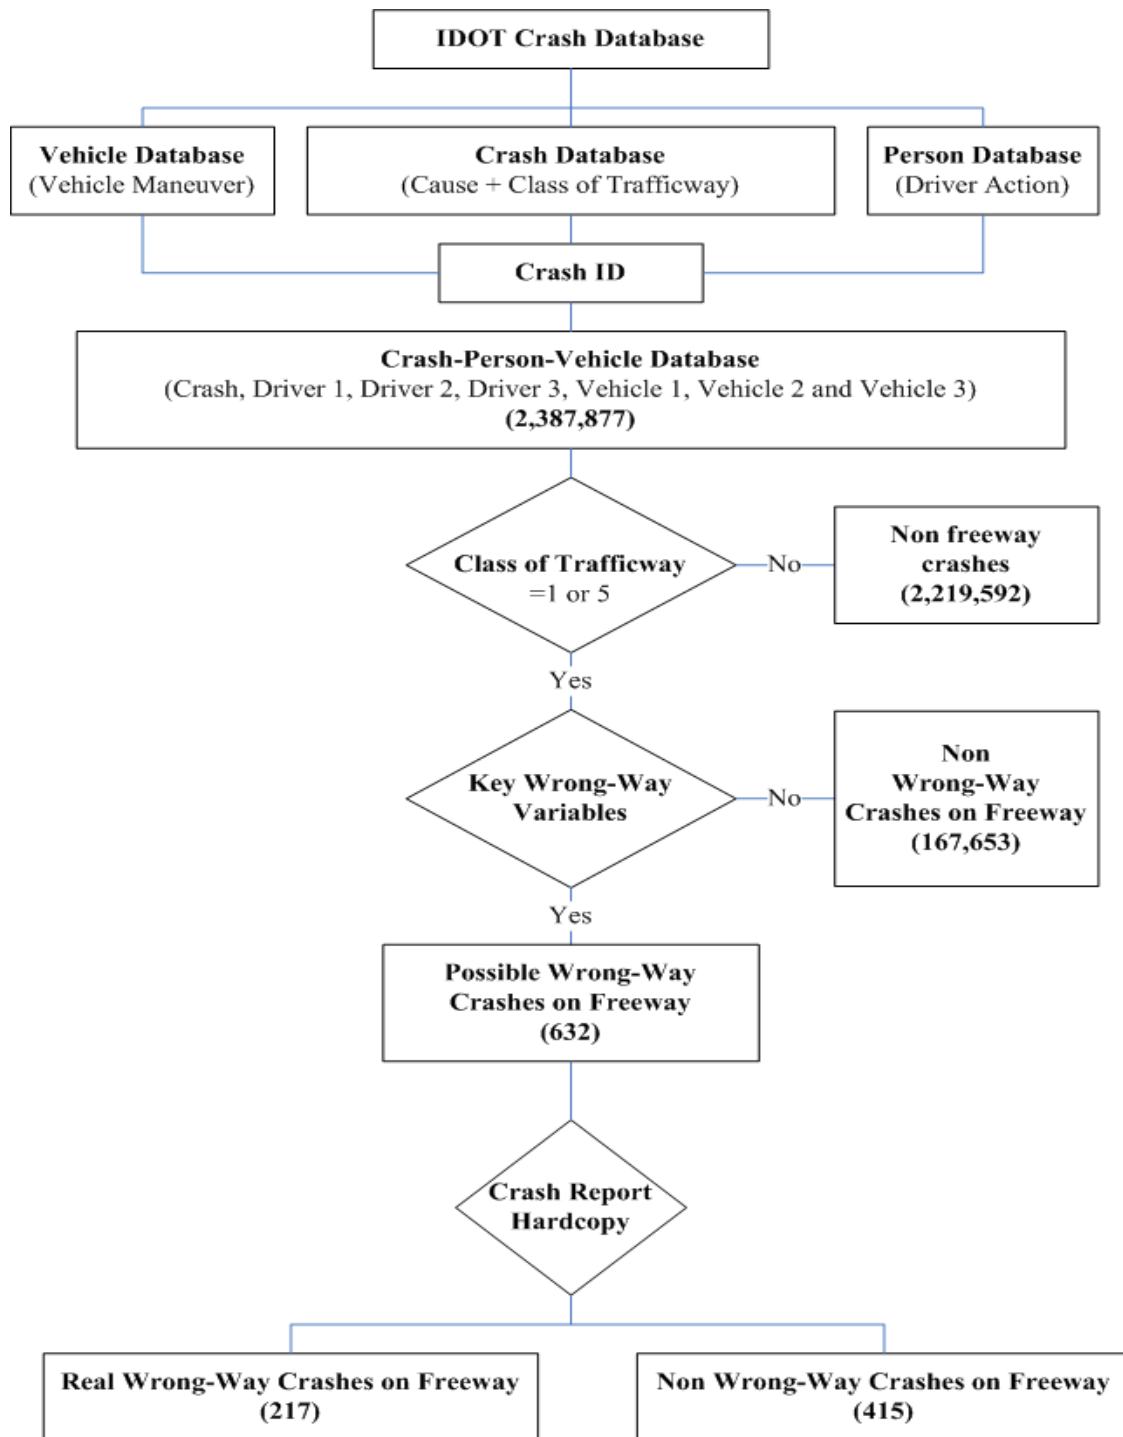 IDOT Crash Database
Vehicle Database
(Vehicle Maneuver)
Crash Database
(Cause + Class of Trafficway)
Person Database
(Driver Action)
Crash ID
Crash-Person-Vehicle Database
(Crash, Driver 1, Driver 2, Driver 3, Vehicle 1, Vehicle 2 and Vehicle 3)
(2,387,877)
Class of Trafficway
=1 or 5
No
Non freeway
crashes
(2,219,592)
Yes
Key Wrong-Way
Variables
No
Non
Wrong-Way
Crashes on Freeway
(167,653)
Yes
Possible Wrong-Way
Crashes on Freeway
(632)
Crash Report
Hardcopy
Real Wrong-Way Crashes on Freeway
(217)
Non Wrong-Way Crashes on Freeway
(415)